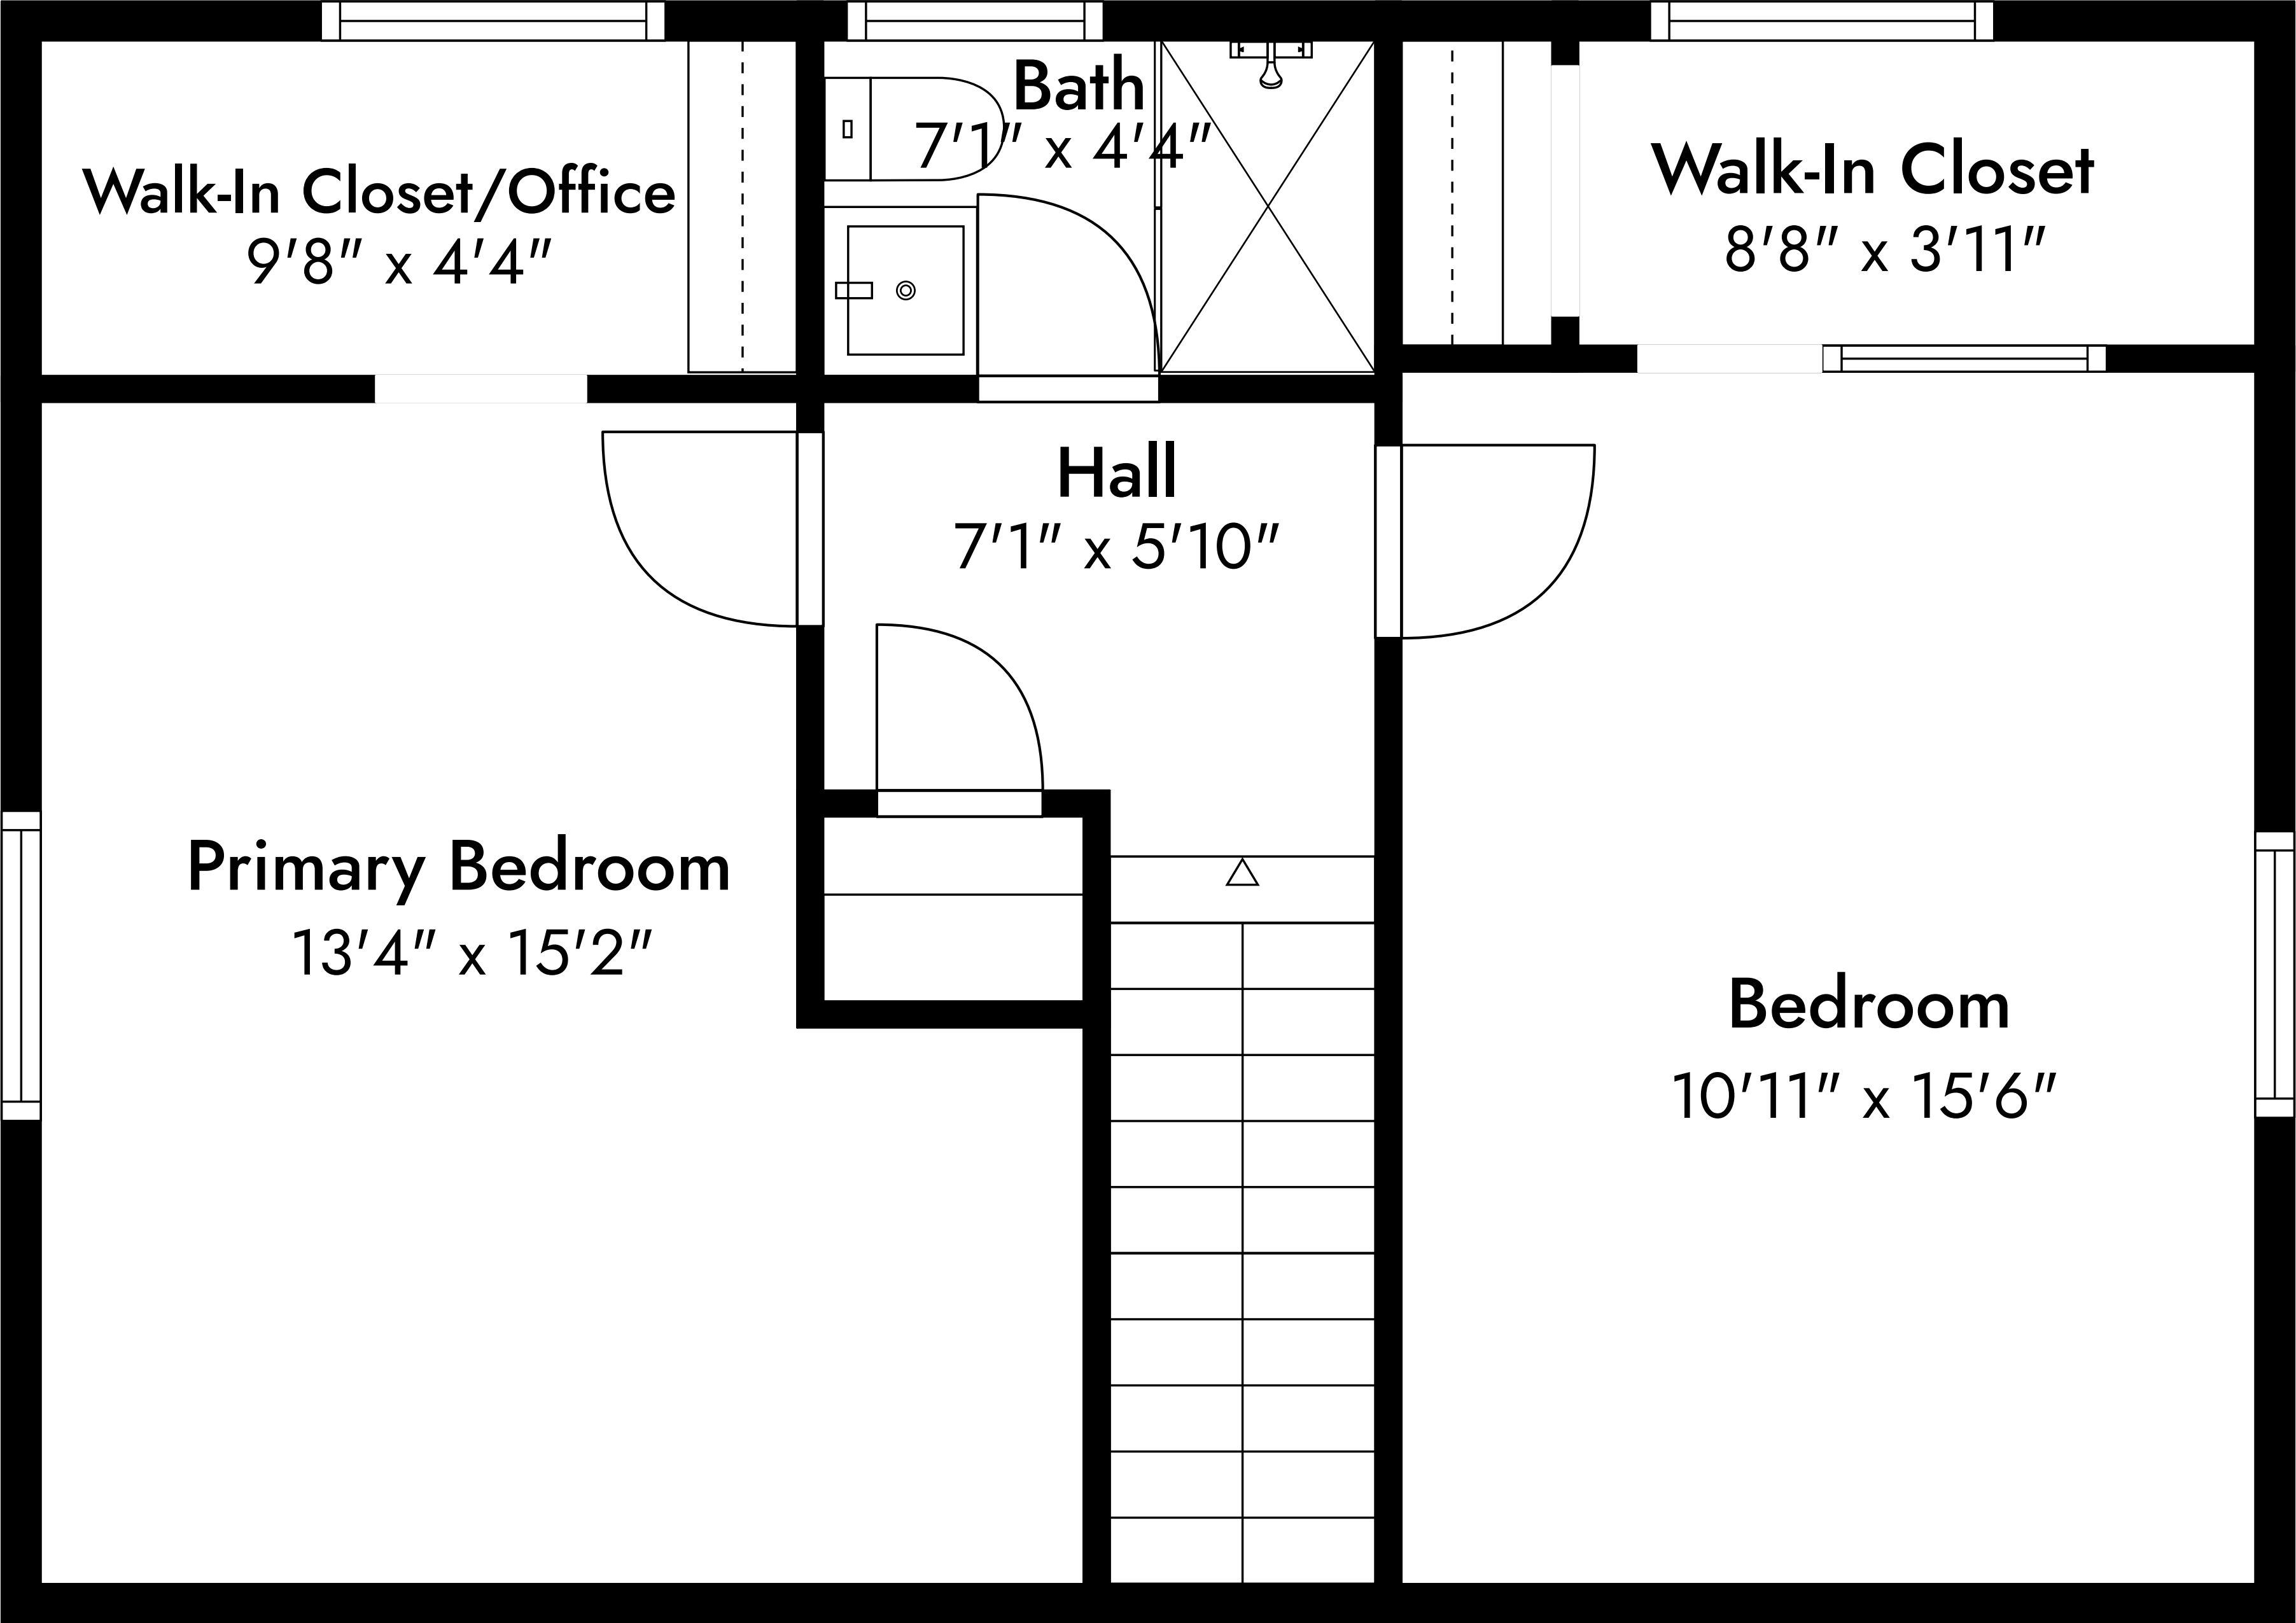 Bath
7'1" x 4'4"
Walk-In Closet/Office
9'8" x 4'4"
Walk-In Closet
8'8" x 3'11"
Hall
7'1" x 5'10"
Primary Bedroom
13'4" x 15'2"
Bedroom
10'11" x 15'6"